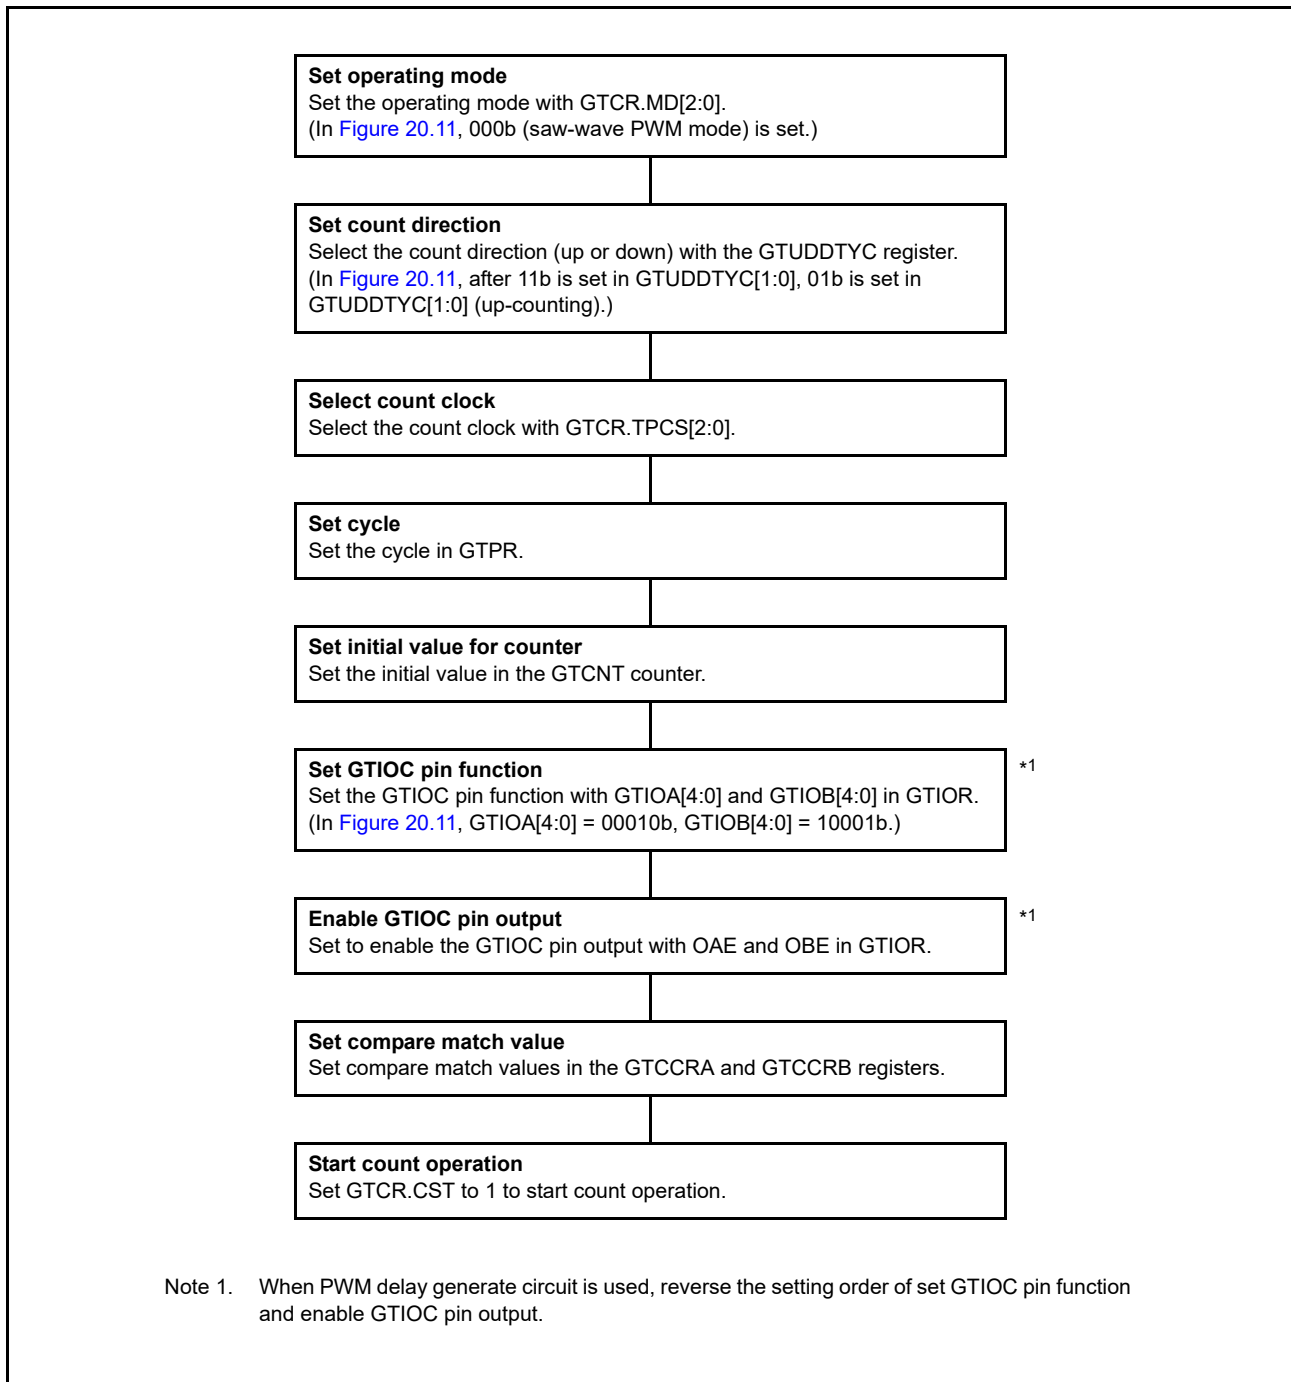 Set operating mode
Set the operating mode with GTCR.MD[2:0].
(In Figure 20.11, 000b (saw-wave PWM mode) is set.)
Set count direction
Select the count direction (up or down) with the GTUDDTYC register.
(In Figure 20.11, after 11b is set in GTUDDTYC[1:0], 01b is set in
GTUDDTYC[1:0] (up-counting).)
Select count clock
Select the count clock with GTCR.TPCS[2:0].
Set cycle
Set the cycle in GTPR.
Set initial value for counter
Set the initial value in the GTCNT counter.
Set GTIOC pin function *1
Set the GTIOC pin function with GTIOA[4:0] and GTIOB[4:0] in GTIOR.
(In Figure 20.11, GTIOA[4:0] = 00010b, GTIOB[4:0] = 10001b.)
Enable GTIOC pin output *1
Set to enable the GTIOC pin output with OAE and OBE in GTIOR.
Set compare match value
Set compare match values in the GTCCRA and GTCCRB registers.
Start count operation
Set GTCR.CST to 1 to start count operation.
Note 1. When PWM delay generate circuit is used, reverse the setting order of set GTIOC pin function
and enable GTIOC pin output.